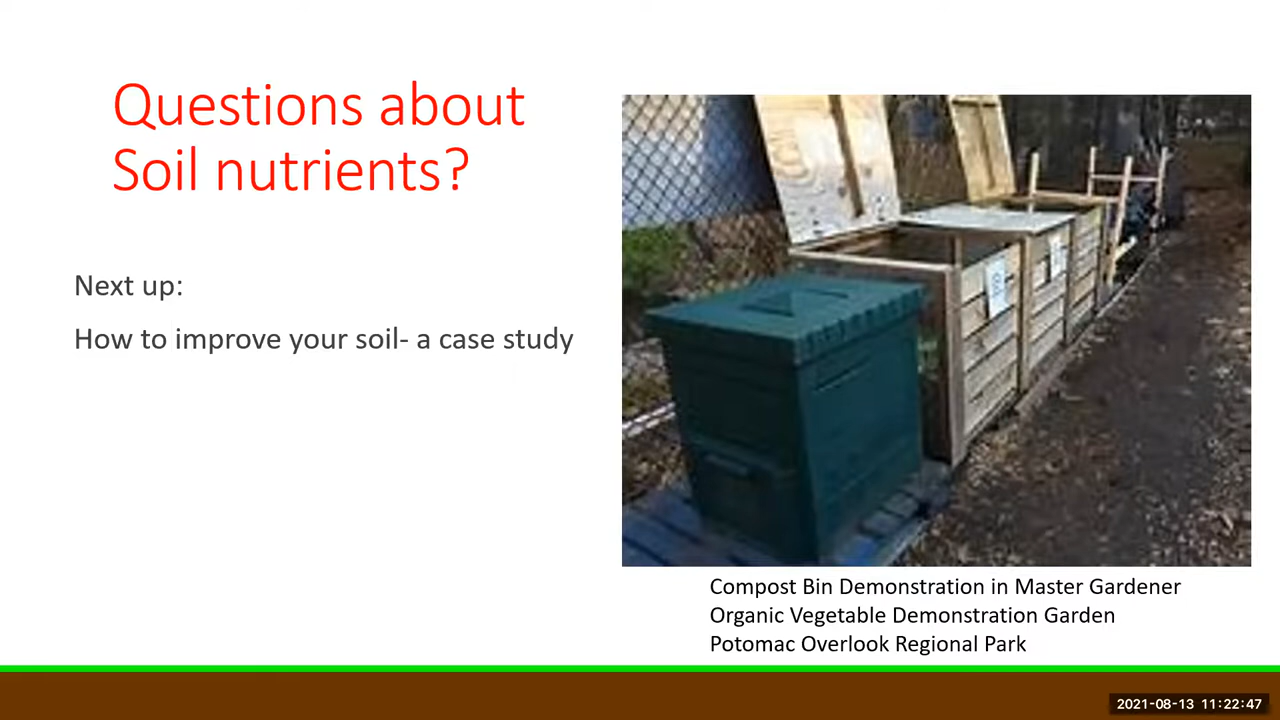 Questions about
Soil nutrients?
Next up:
How to improve your soil- a case study
Compost Bin Demonstration in Master Gardener
Organic Vegetable Demonstration Garden
Potomac Overlook Regional Park
2021-08-13 11:22:47